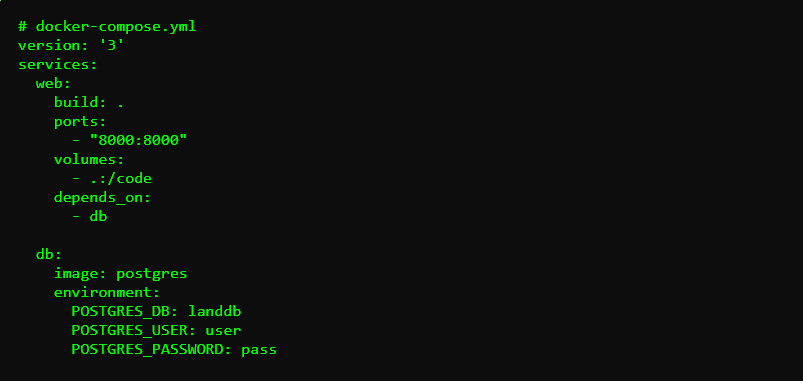 # docker-compose.yml
version: '3'
services:
  web:
    build: .
    ports:
      - "8000:8000"
    volumes:
      - .:/code
    depends_on:
      - db

  db:
    image: postgres
    environment:
      POSTGRES_DB: landdb
      POSTGRES_USER: user
      POSTGRES_PASSWORD: pass